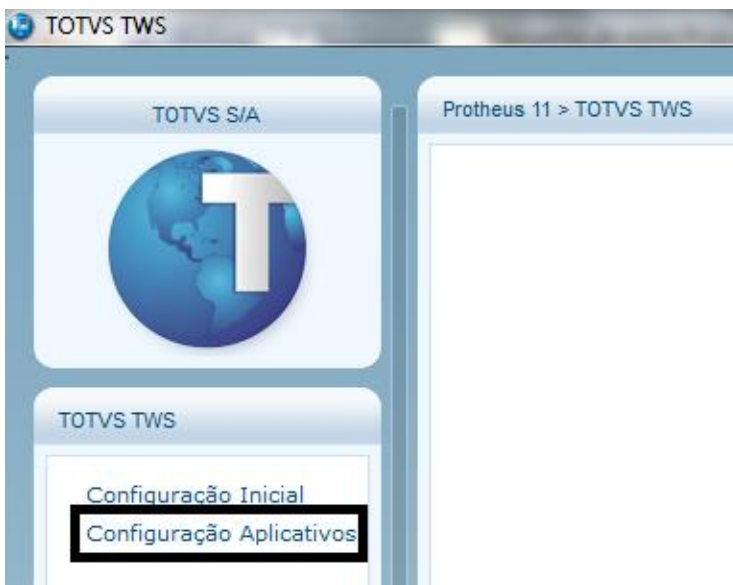 TOTVS TWS
TOTVS S/A
Protheus 11 > TOTVS TWS
T
TOTVS TWS
Configuração Inicial
Configuração Aplicativos